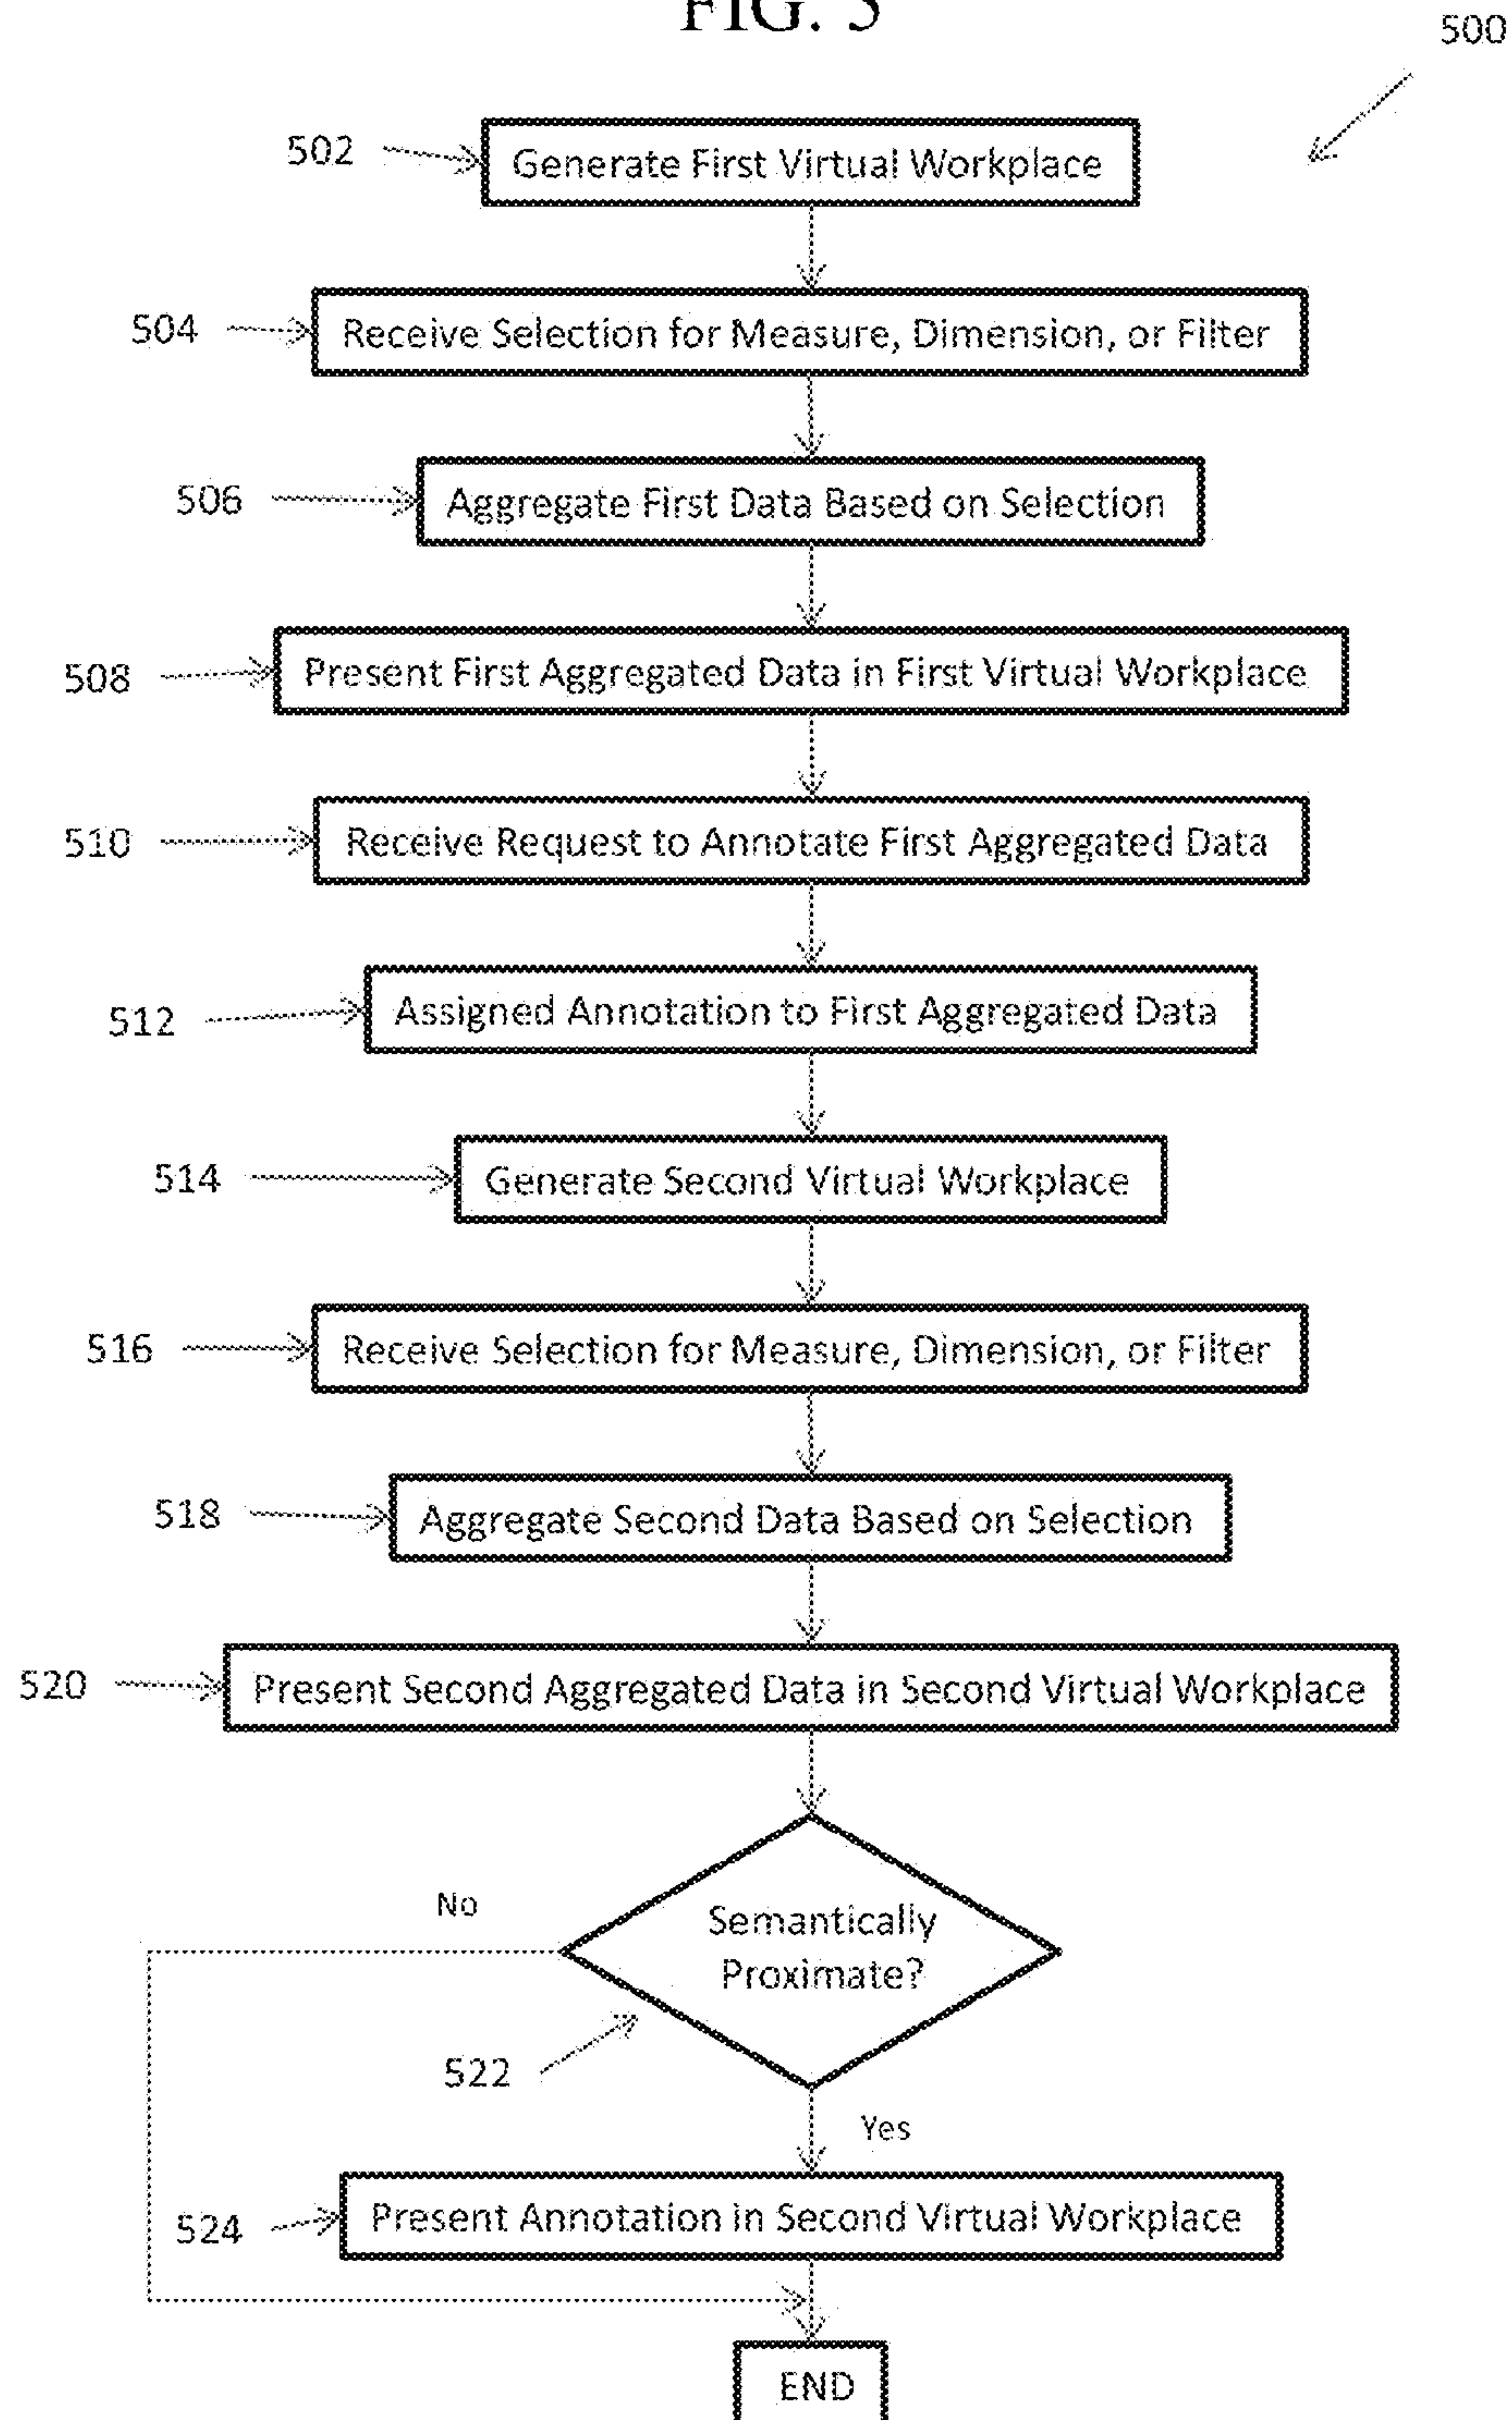 FIG. 5
500
502
Generate First Virtual Workplace
504
Receive Selection for Measure, Dimension, or Filter
506
Aggregate First Data Based on Selection
508
Present First Aggregated Data in First Virtual Workplace
510
Receive Request to Annotate First Aggregated Data
512
Assigned Annotation to First Aggregated Data
514
Generate Second Virtual Workplace
516
Receive Selection for Measure, Dimension, or Filter
518
Aggregate Second Data Based on Selection
520
Present Second Aggregated Data in Second Virtual Workplace
No
Semantically
Proximate?
522
Yes
524
Present Annotation in Second Virtual Workplace
END